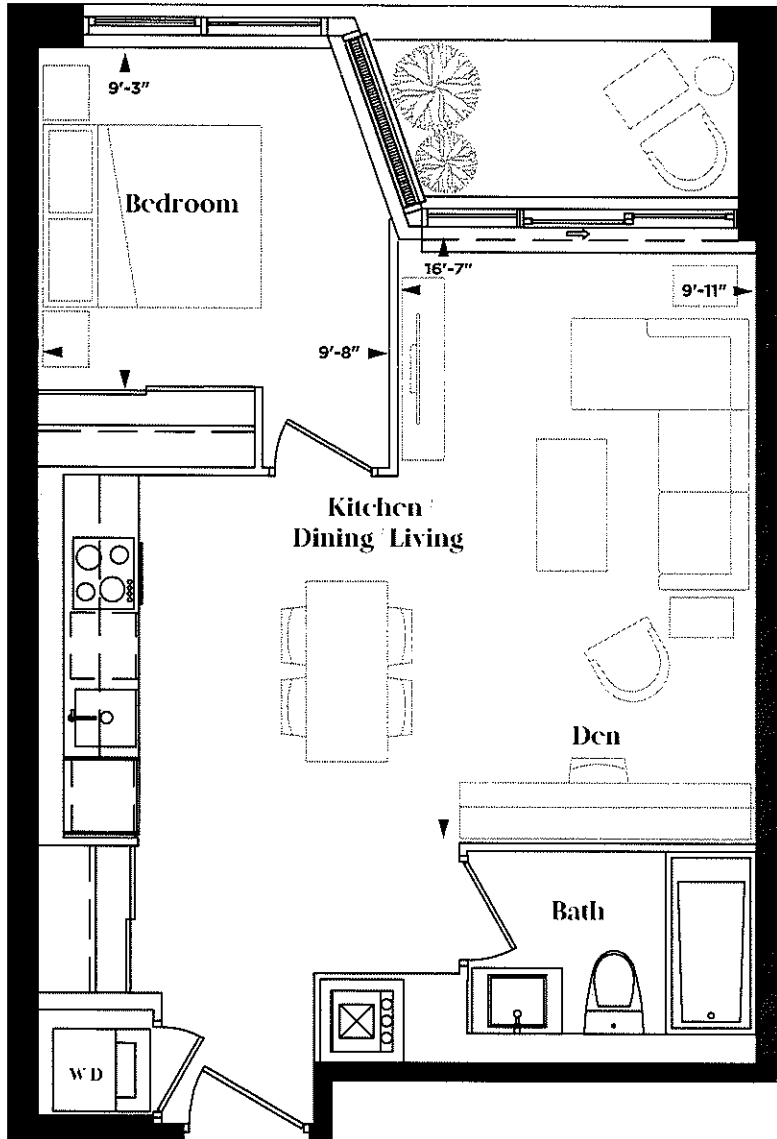 9'-3"
Bedroom
16'-7"
9'-11"
9'-8"
Kitchen
Dining Living
Den
Bath
WD